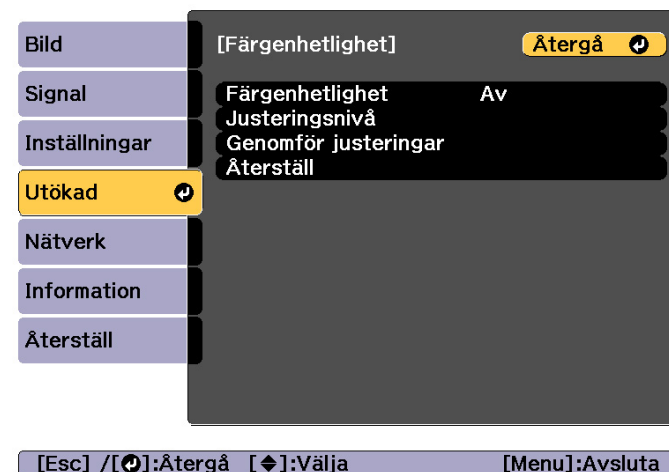 Bild
Signal
Inställningar
Utökad
Nätverk
Information
Återställ
[Färgenhetlighet]
Återgå
Färgenhetlighet Av
Justeringsnivå
Genomför justeringar
Återställ
[Esc] /[⏎]:Återgå [◆]:Välja [Menu]:Avsluta